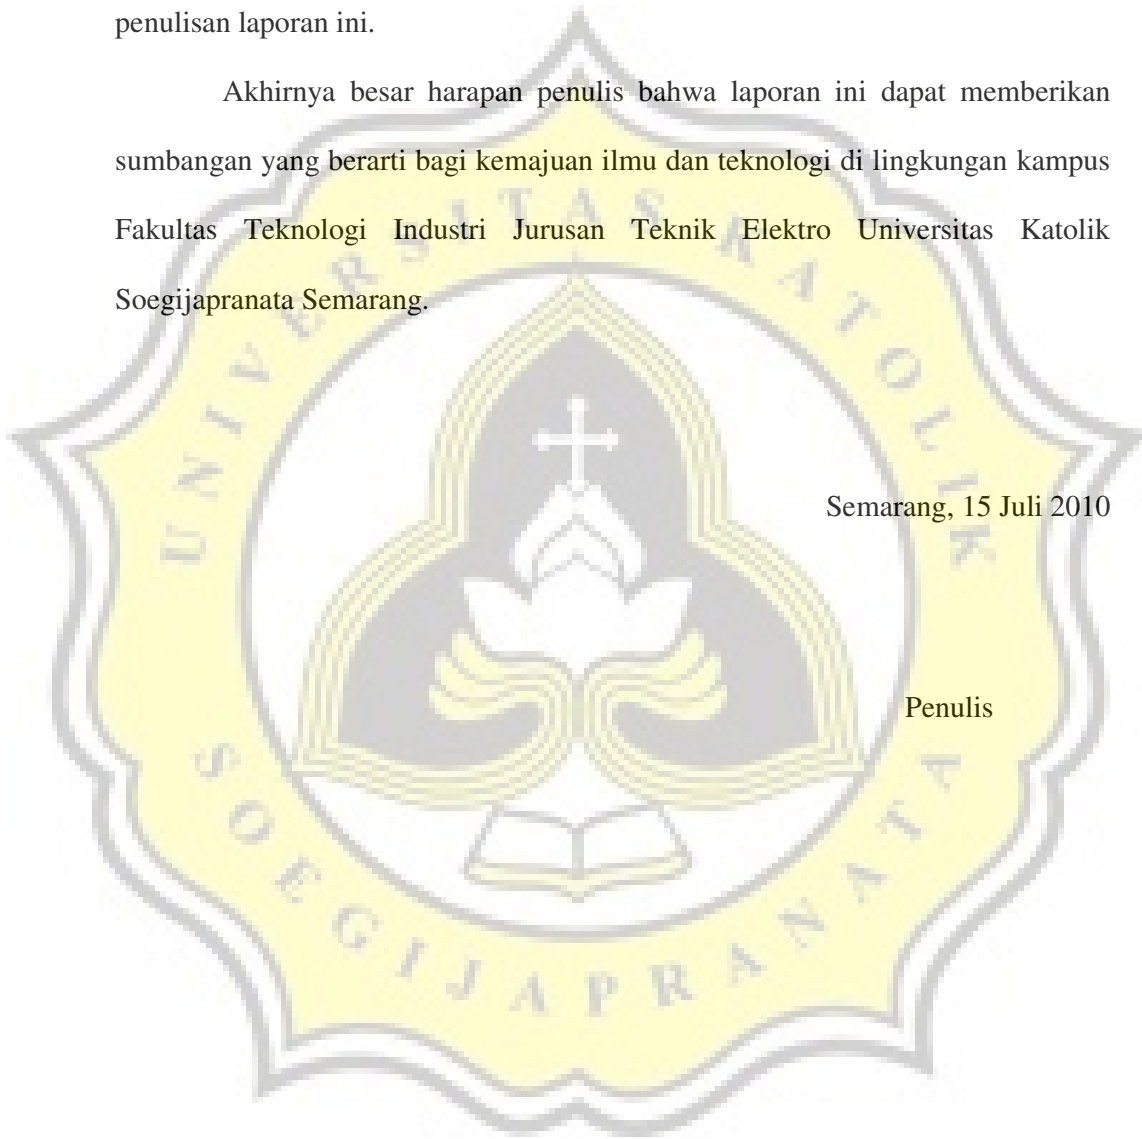 penulisan laporan ini.
Akhirnya besar harapan penulis bahwa laporan ini dapat memberikan
sumbangan yang berarti bagi kemajuan ilmu dan teknologi di lingkungan kampus
Fakultas Teknologi Industri Jurusan Teknik Elektro Universitas Katolik
Soegijapranata Semarang.
Semarang, 15 Juli 2010
Penulis
UNIVERSITAS KATOLIK
SOEGIJAPRANATA